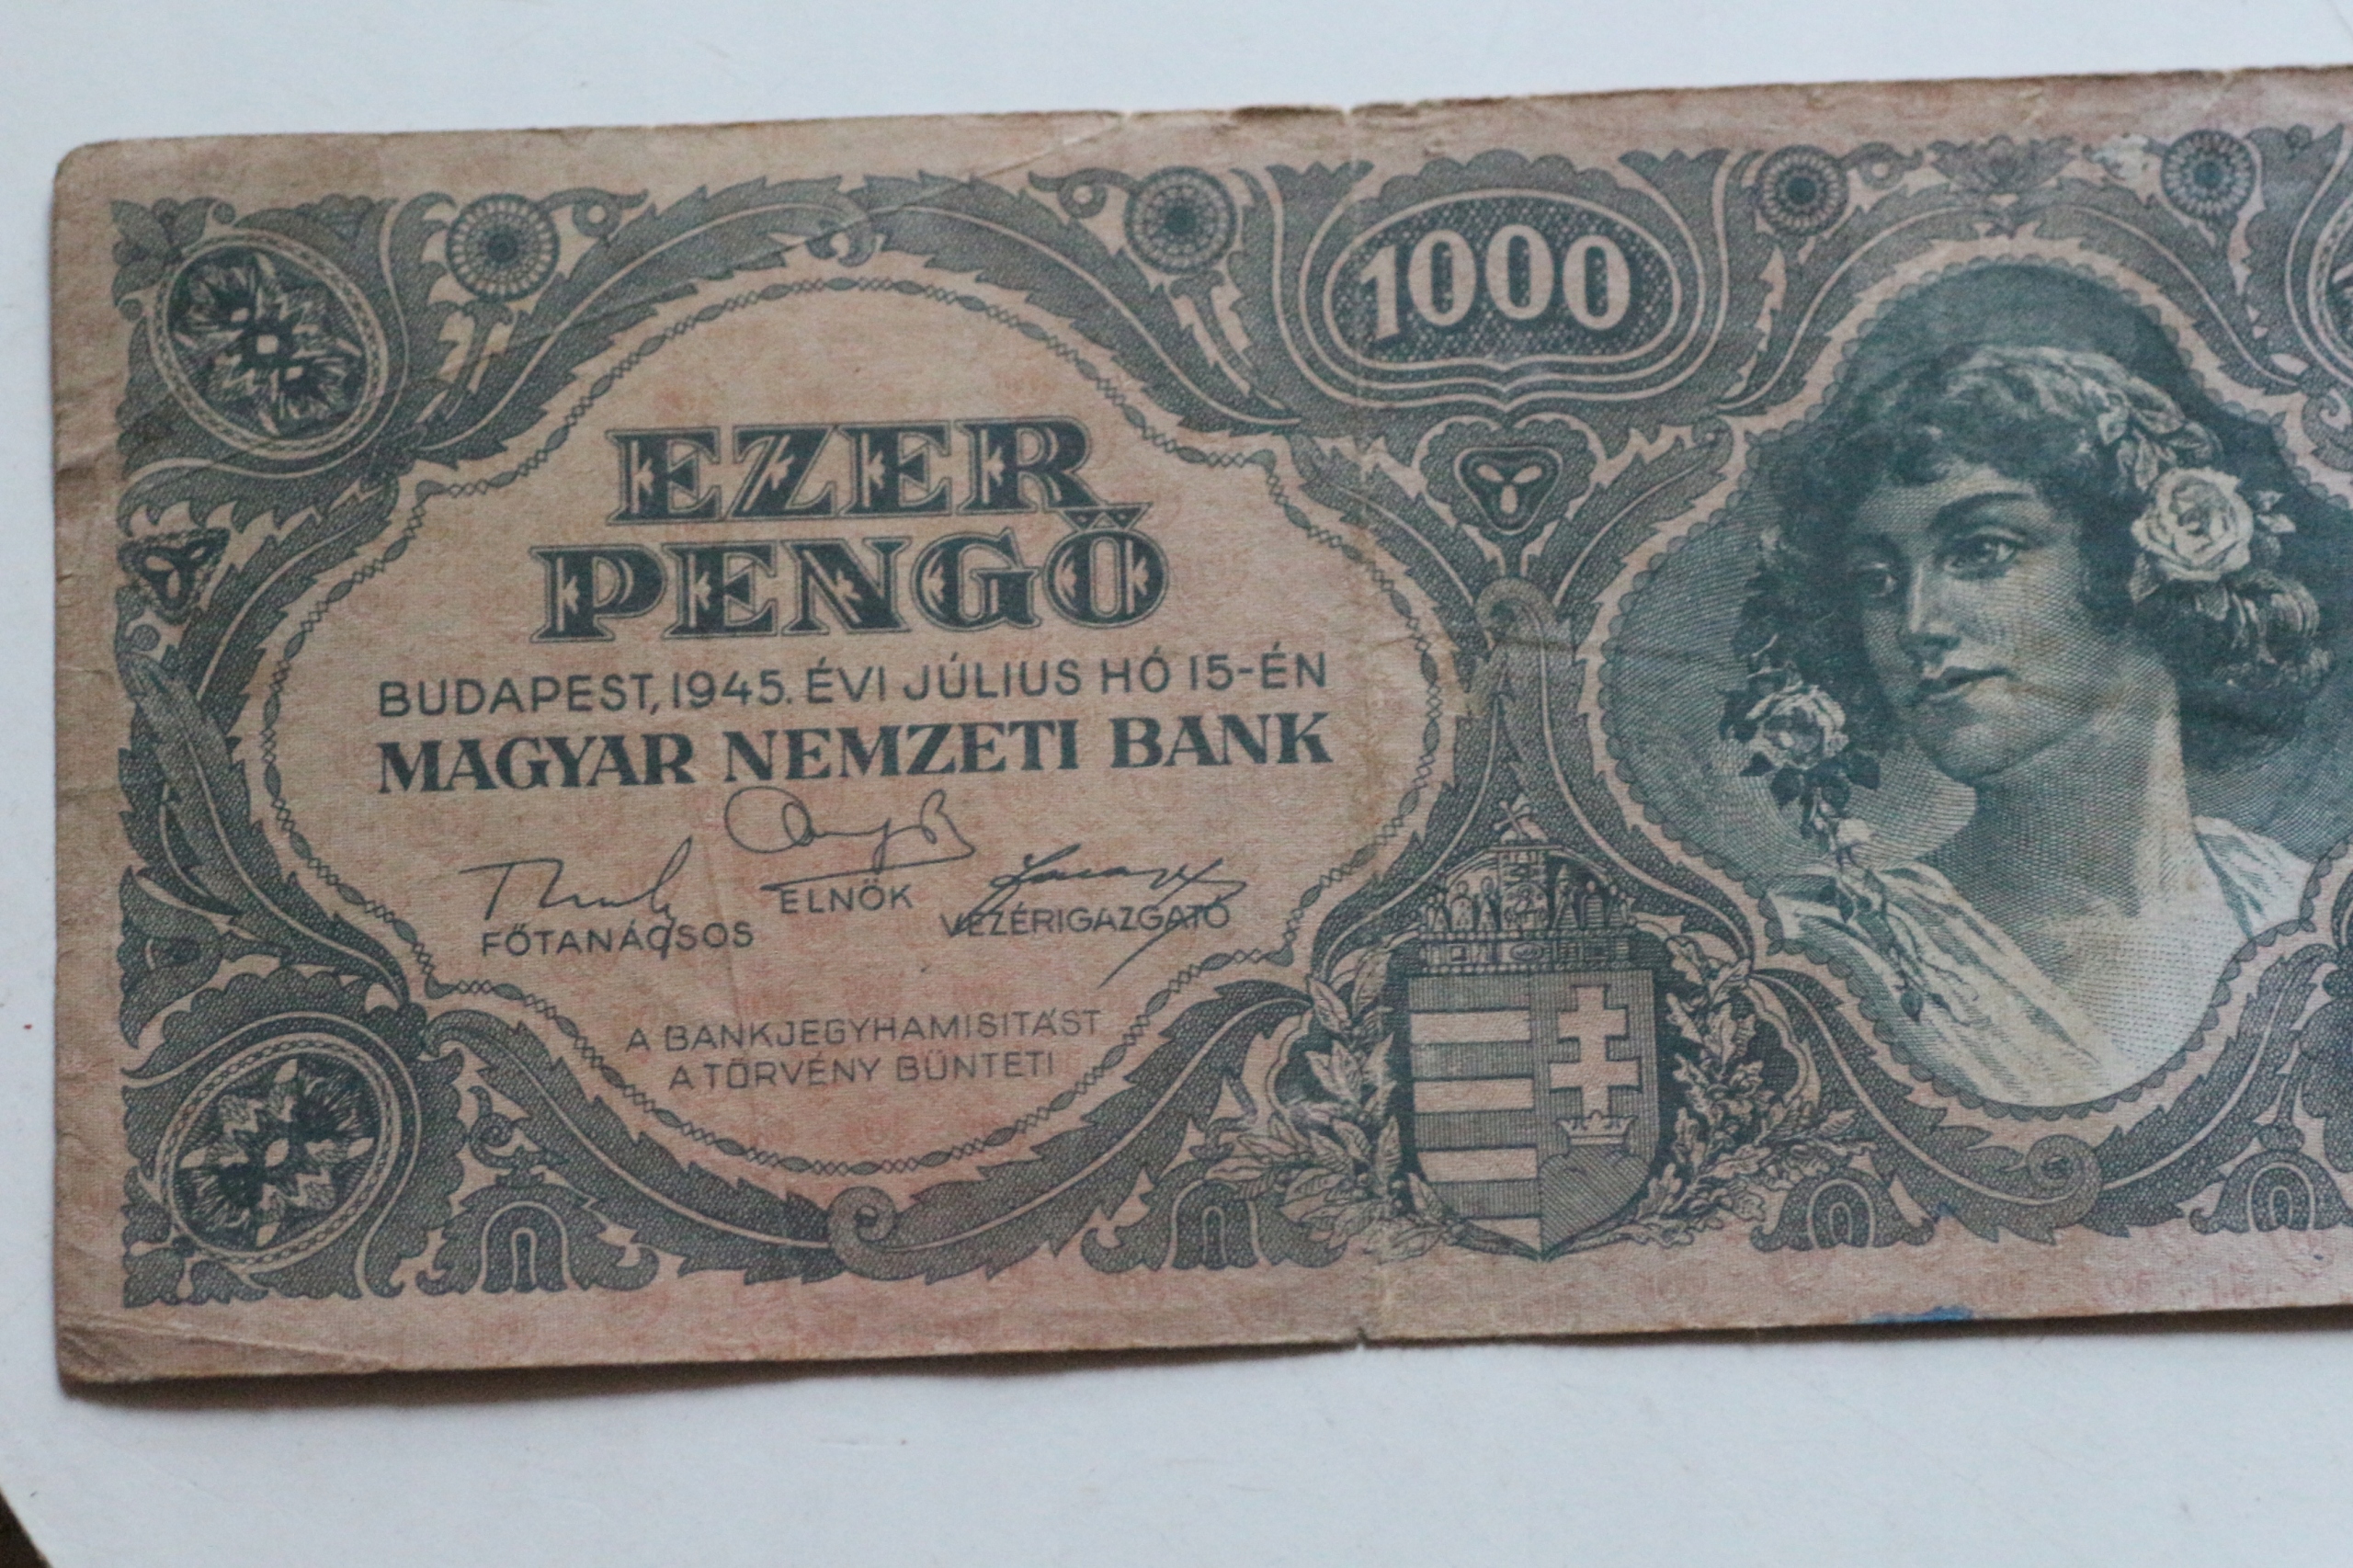 1000
EZER
PENGŐ
BUDAPEST, 1945. ÉVI JÚLIUS HÓ 15-ÉN
MAGYAR NEMZETI BANK
FŐTANÁCSOS
ELNÖK
VEZÉRIGAZGATÓ
A BANKJEGYHAMISITÁST
A TÖRVÉNY BÜNTETI